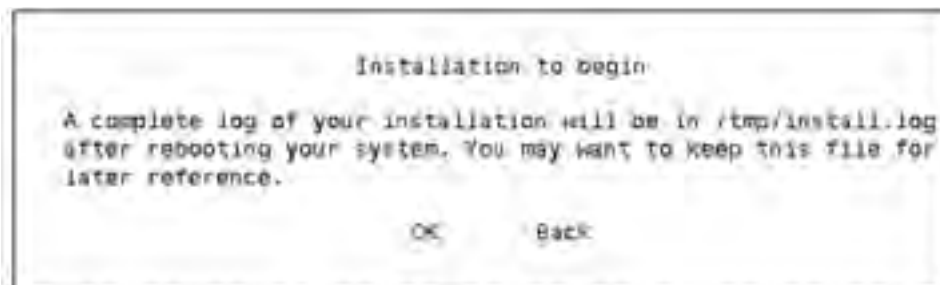 Installation to begin
A complete log of your installation will be in /tmp/install.log
after rebooting your system. You may want to keep this file for
later reference.
OK Back